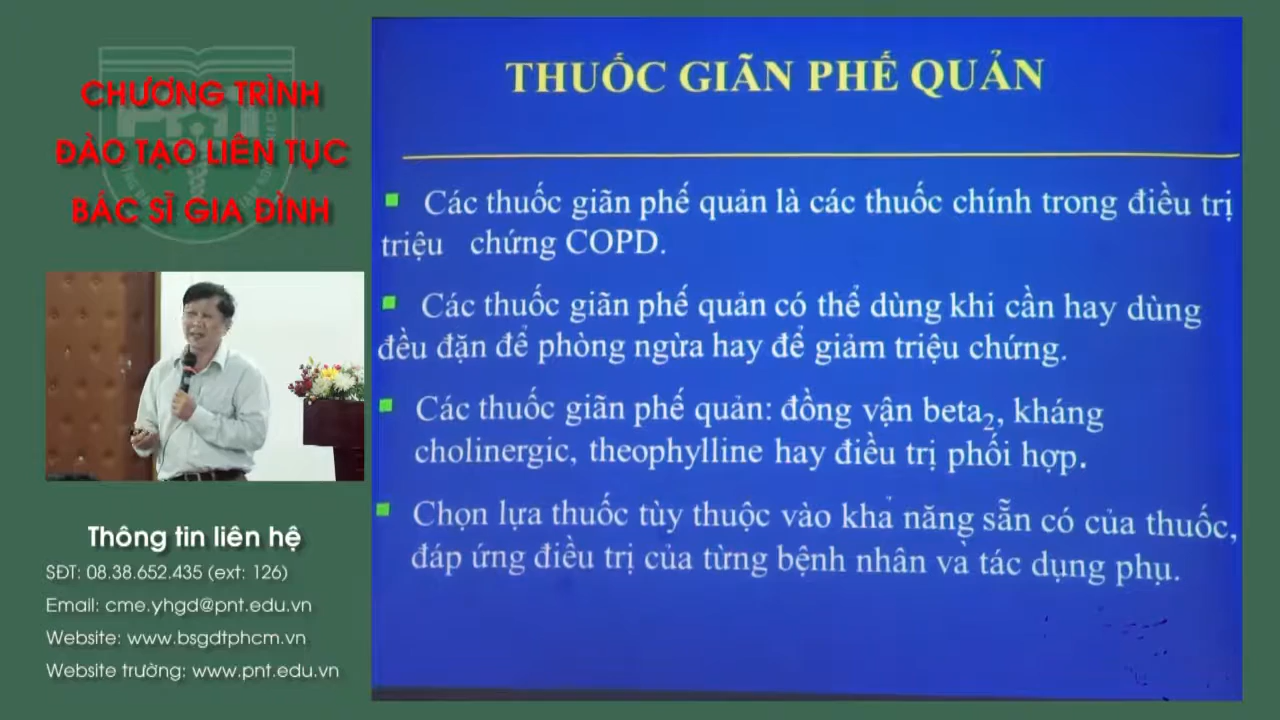 CHƯƠNG TRÌNH
ĐÀO TẠO LIÊN TỤC
BÁC SĨ GIA ĐÌNH
Thông tin liên hệ
SĐT: 08.38.652.435 (ext: 126)
Email: cme.yhgd@pnt.edu.vn
Website: www.bsgdtphcm.vn
Website trường: www.pnt.edu.vn
THUỐC GIÃN PHẾ QUẢN
Các thuốc giãn phế quản là các thuốc chính trong điều trị
triệu chứng COPD.
Các thuốc giãn phế quản có thể dùng khi cần hay dùng
đều đặn để phòng ngừa hay để giảm triệu chứng.
Các thuốc giãn phế quản: đồng vận beta2, kháng
cholinergic, theophylline hay điều trị phối hợp.
Chọn lựa thuốc tùy thuộc vào khả năng sẵn có của thuốc,
đáp ứng điều trị của từng bệnh nhân và tác dụng phụ.